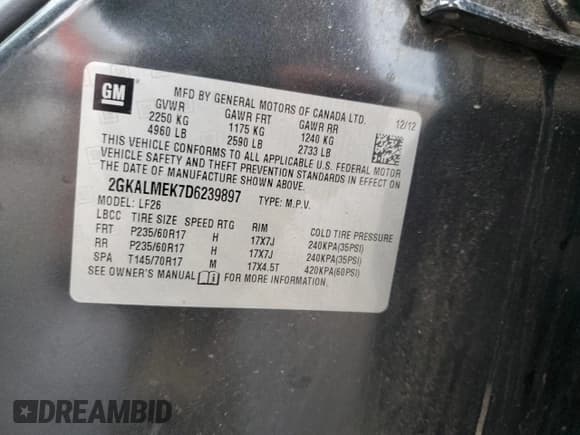 GM
MFD BY GENERAL MOTORS OF CANADA LTD.
12/12
GVWR GAWR FRT GAWR RR
2250 KG 1175 KG 1240 KG
4960 LB 2590 LB 2733 LB
THIS VEHICLE CONFORMS TO ALL APPLICABLE U.S. FEDERAL MOTOR
VEHICLE SAFETY AND THEFT PREVENTION STANDARDS IN EFFECT ON
THE DATE OF MANUFACTURE SHOWN ABOVE.
2GKALMEK7D6239897 TYPE: M.P.V.
MODEL: LF26
LBCC TIRE SIZE SPEED RTG RIM COLD TIRE PRESSURE
FRT P235/60R17 H 17X7J 240KPA(35PSI)
RR P235/60R17 H 17X7J 240KPA(35PSI)
SPA T145/70R17 17X4.5T 420KPA(60PSI)
SEE OWNER'S MANUAL FOR MORE INFORMATION
DREAMBID